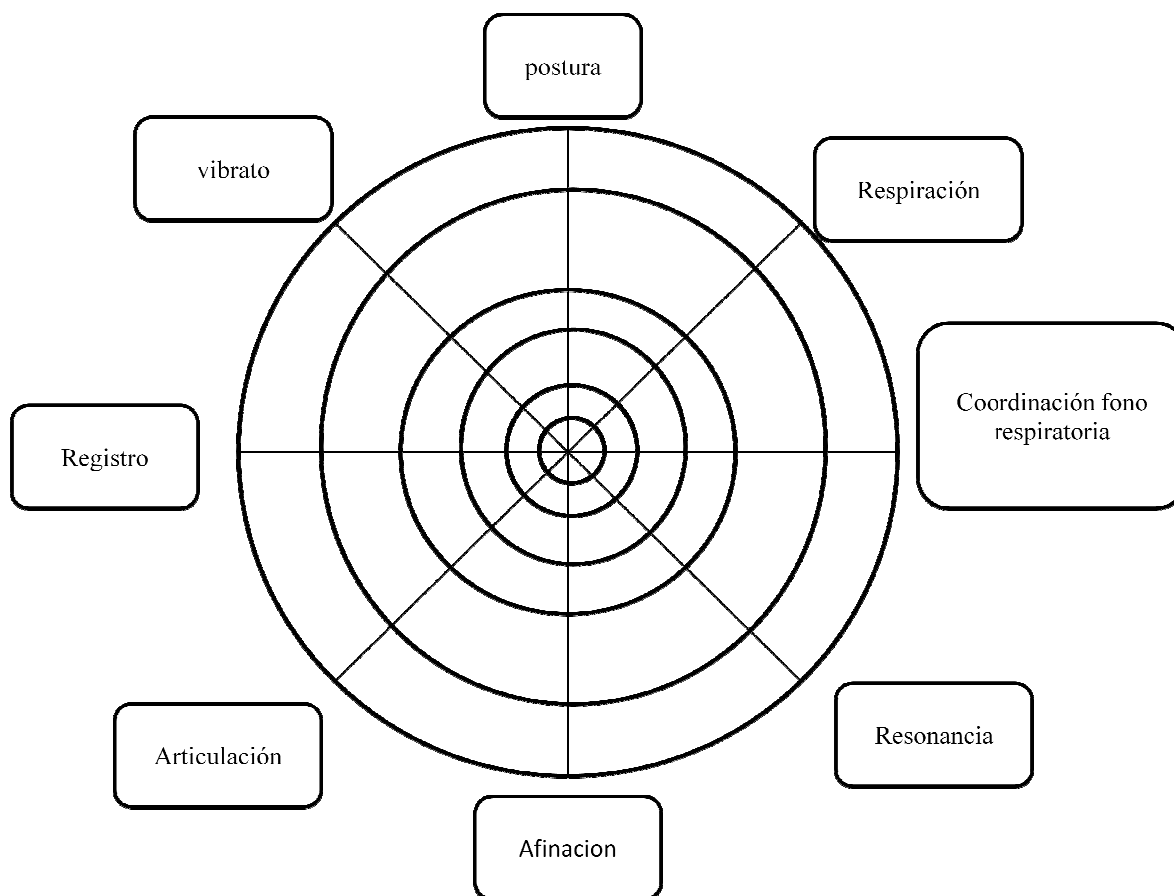 postura
vibrato
Respiración
Coordinación fono
respiratoria
Registro
Resonancia
Articulación
Afinacion